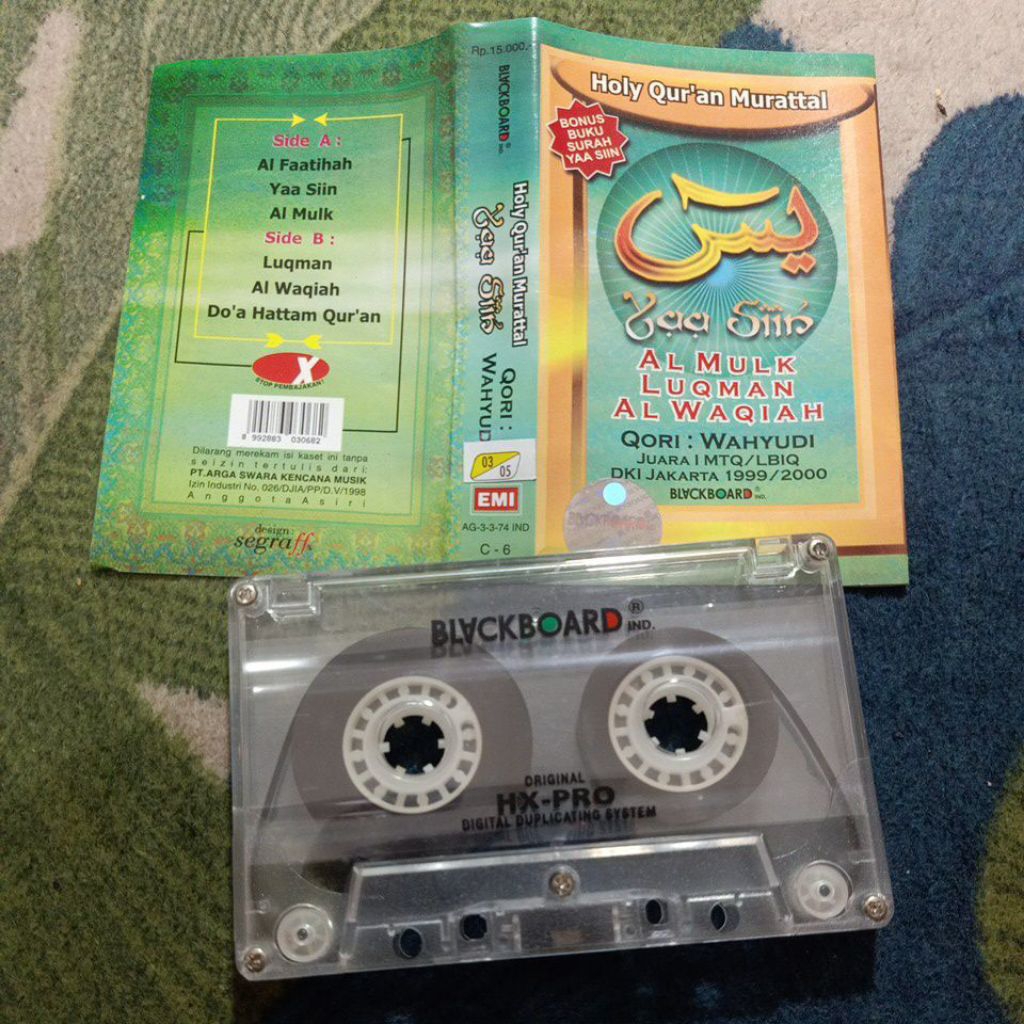 Side A :
Al Faatihah
Yaa Siin
Al Mulk
Side B :
Luqman
Al Waqiah
Do'a Hattam Qur'an
X
STOP PEMBAJAKAN!
8 992883 030682
Dilarang merekam isi kaset ini tanpa
seizin tertulis dari:
PT.ARGA SWARA KENCANA MUSIK
Izin Industri No. 026/DJIA/PP/D.V/1998
Anggota Asiri
design :
segraffs
Rp.15.000,-
BLACKBOARD ® IND.
Holy Qur'an Murattal
Yaa Siin
QORI :
WAHYUD
03
05
EMI
AG-3-3-74 IND
C - 6
Holy Qur'an Murattal
BONUS
BUKU
SURAH
YAA SIIN
يس
Yaa Siin
AL MULK
LUQMAN
AL WAQIAH
QORI : WAHYUDI
JUARA I MTQ/LBIQ
DKI JAKARTA 1999/2000
BLACKBOARD ® IND.
BLACKBOARD ® IND.
ORIGINAL
HX-PRO
DIGITAL DUPLICATING SYSTEM